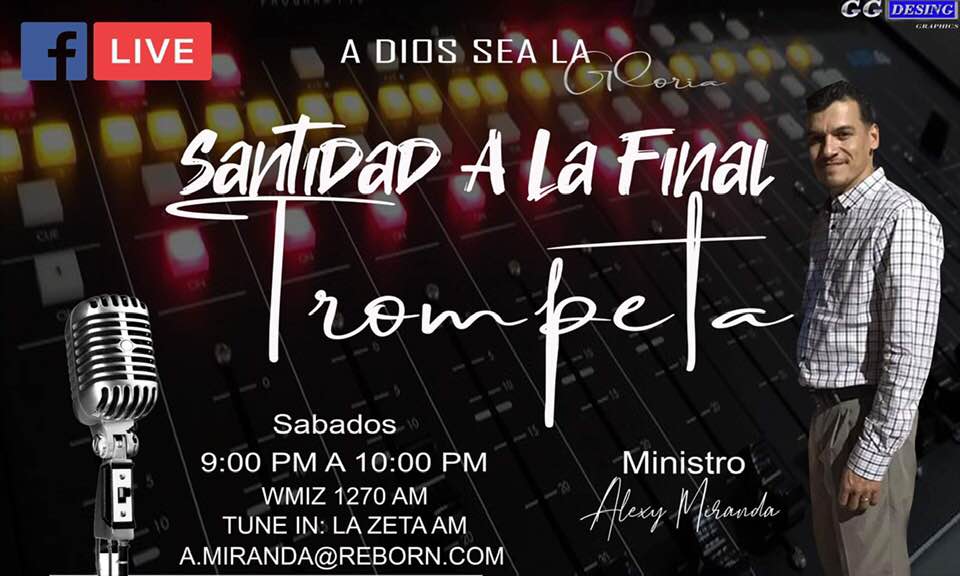 f LIVE
GG DESING
GRAPHICS
A DIOS SEA LA
Gloria
SANTIDAD A LA FINAL
Trompeta
Sabados
9:00 PM A 10:00 PM
WMIZ 1270 AM
TUNE IN: LA ZETA AM
A.MIRANDA@REBORN.COM
Ministro
Alexy Miranda
CUE